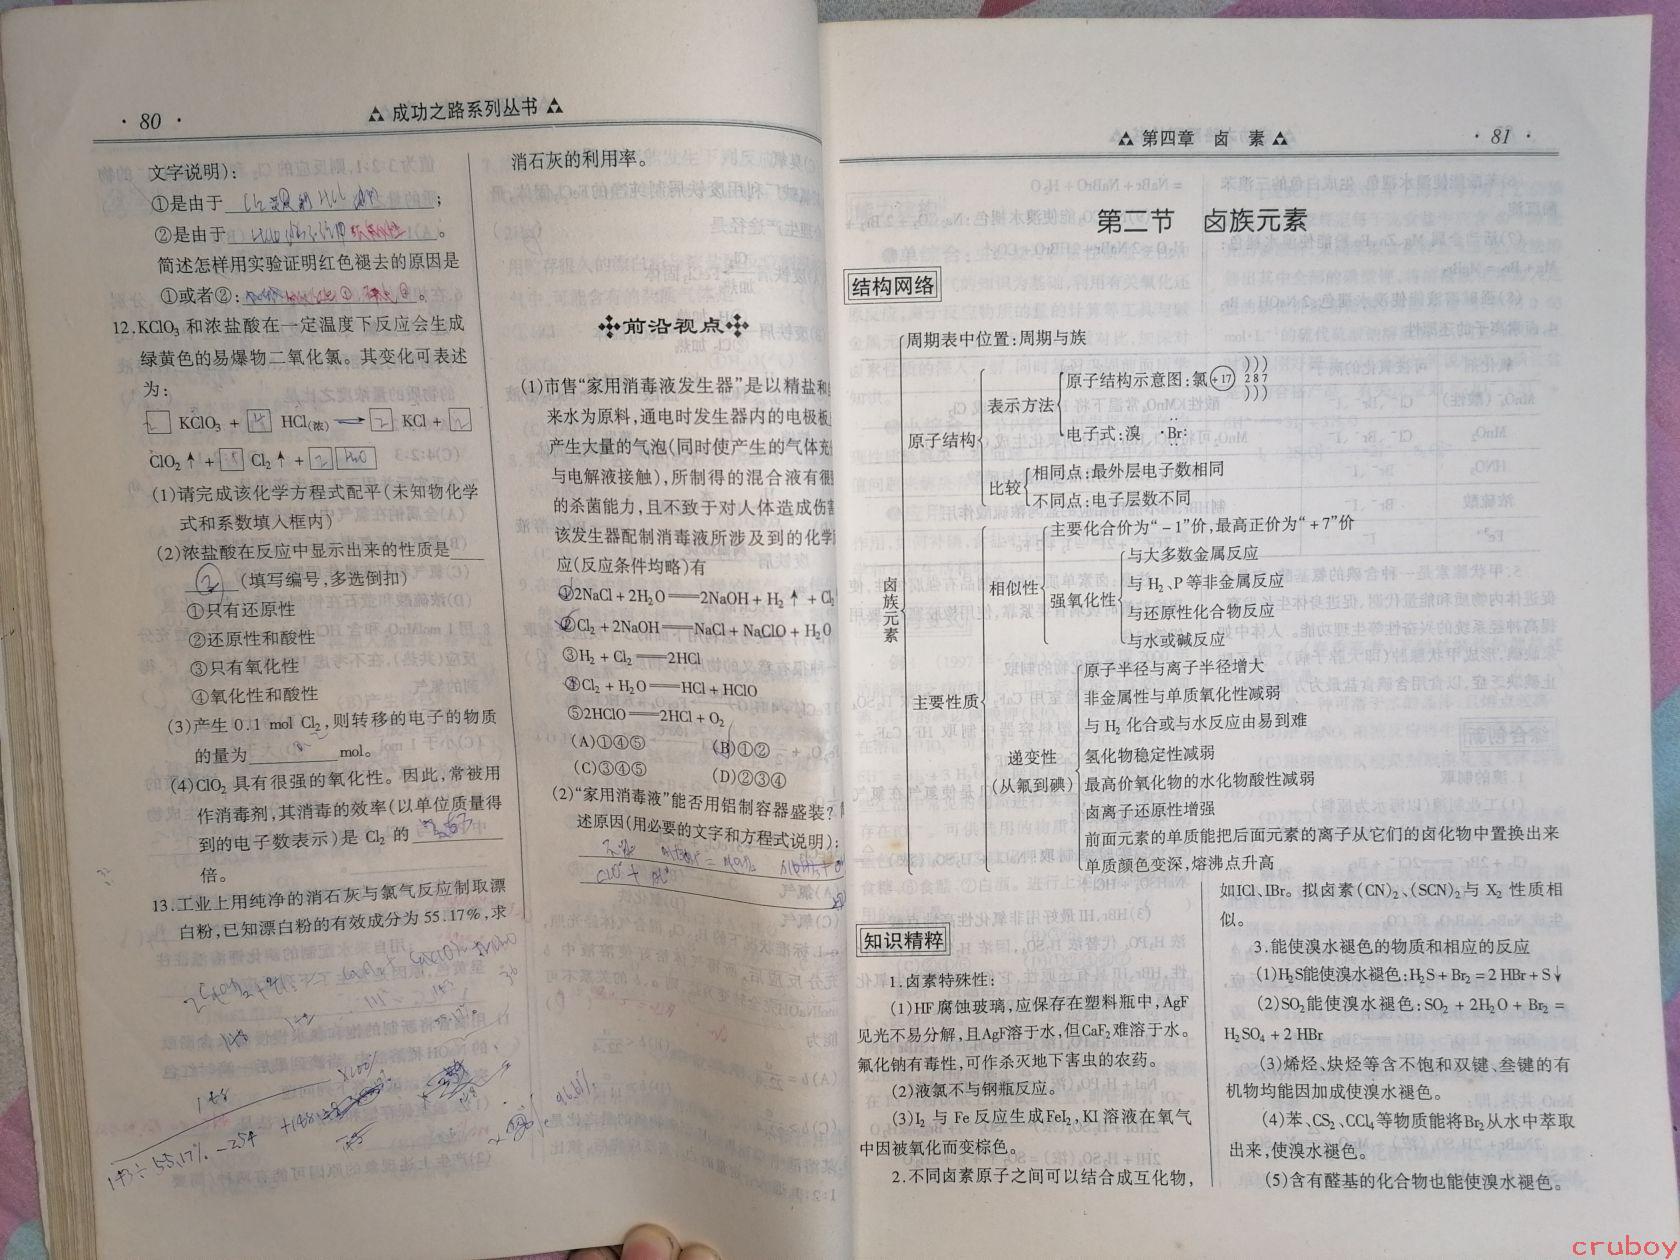 · 80 ·
成功之路系列丛书
文字说明):
①是由于
;
②是由于
。
简述怎样用实验证明红色褪去的原因是
①或者②:
。
12.KClO₃ 和浓盐酸在一定温度下反应会生成
绿黄色的易爆物二氧化氯。其变化可表述
为:
2 KClO₃ + 4 HCl(浓) ══ 2 KCl + 2
ClO₂↑ + Cl₂↑ + 2 H₂O
(1)请完成该化学方程式配平(未知物化学
式和系数填入框内)
(2)浓盐酸在反应中显示出来的性质是
② (填写编号,多选倒扣)
①只有还原性
②还原性和酸性
③只有氧化性
④氧化性和酸性
(3)产生 0.1 mol Cl₂,则转移的电子的物质
的量为 mol。
(4)ClO₂ 具有很强的氧化性。因此,常被用
作消毒剂,其消毒的效率(以单位质量得
到的电子数表示)是 Cl₂ 的
倍。
13.工业上用纯净的消石灰与氯气反应制取漂
白粉,已知漂白粉的有效成分为 55.17%,求
148
143÷55.17% -254
×100%
96.6%
消石灰的利用率。
前沿视点
(1)市售“家用消毒液发生器”是以精盐和
来水为原料,通电时发生器内的电极板
产生大量的气泡(同时使产生的气体充
与电解液接触),所制得的混合液有很
的杀菌能力,且不致于对人体造成伤害
该发生器配制消毒液所涉及到的化学
应(反应条件均略)有
①2NaCl + 2H₂O══2NaOH + H₂↑ + Cl₂
②Cl₂ + 2NaOH══NaCl + NaClO + H₂O
③H₂ + Cl₂══2HCl
④Cl₂ + H₂O══HCl + HClO
⑤2HClO══2HCl + O₂
(A)①④⑤ (B)①②
(C)③④⑤ (D)②③④
(2)“家用消毒液”能否用铝制容器盛装?
述原因(用必要的文字和方程式说明):
第四章 卤 素
· 81 ·
第二节 卤族元素
结构网络
卤族元素
周期表中位置:周期与族
原子结构
表示方法
原子结构示意图:氯 +17 2 8 7
电子式:溴 ·Br:
比较
相同点:最外层电子数相同
不同点:电子层数不同
主要性质
相似性
主要化合价为“－1”价,最高正价为“＋7”价
强氧化性
与大多数金属反应
与 H₂、P等非金属反应
与还原性化合物反应
与水或碱反应
递变性
(从氟到碘)
原子半径与离子半径增大
非金属性与单质氧化性减弱
与 H₂ 化合或与水反应由易到难
氢化物稳定性减弱
最高价氧化物的水化物酸性减弱
卤离子还原性增强
前面元素的单质能把后面元素的离子从它们的卤化物中置换出来
单质颜色变深,熔沸点升高
知识精粹
1.卤素特殊性:
(1)HF 腐蚀玻璃,应保存在塑料瓶中,AgF
见光不易分解,且AgF溶于水,但CaF₂难溶于水。
氟化钠有毒性,可作杀灭地下害虫的农药。
(2)液氯不与钢瓶反应。
(3)I₂ 与 Fe 反应生成FeI₂,KI 溶液在氧气
中因被氧化而变棕色。
2.不同卤素原子之间可以结合成互化物,
如ICl、IBr。拟卤素(CN)₂、(SCN)₂与 X₂ 性质相
似。
3.能使溴水褪色的物质和相应的反应
(1)H₂S能使溴水褪色:H₂S + Br₂ = 2 HBr + S↓
(2)SO₂能使溴水褪色:SO₂ + 2H₂O + Br₂ =
H₂SO₄ + 2 HBr
(3)烯烃、炔烃等含不饱和双键、叁键的有
机物均能因加成使溴水褪色。
(4)苯、CS₂、CCl₄等物质能将Br₂从水中萃取
出来,使溴水褪色。
(5)含有醛基的化合物也能使溴水褪色。
cruboy